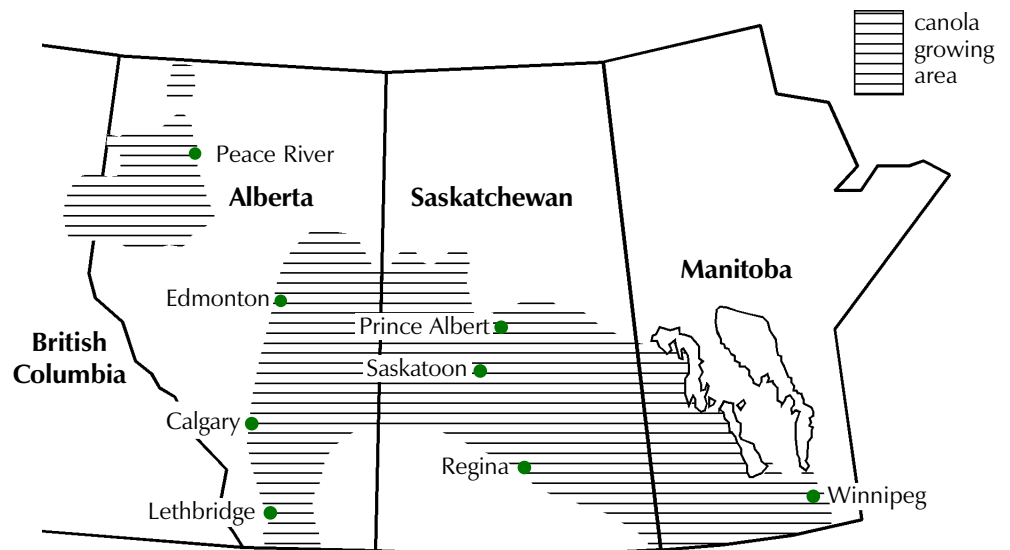 canola
growing
area
Peace River
Alberta
Saskatchewan
Manitoba
Edmonton
Prince Albert
British
Columbia
Saskatoon
Calgary
Regina
Winnipeg
Lethbridge